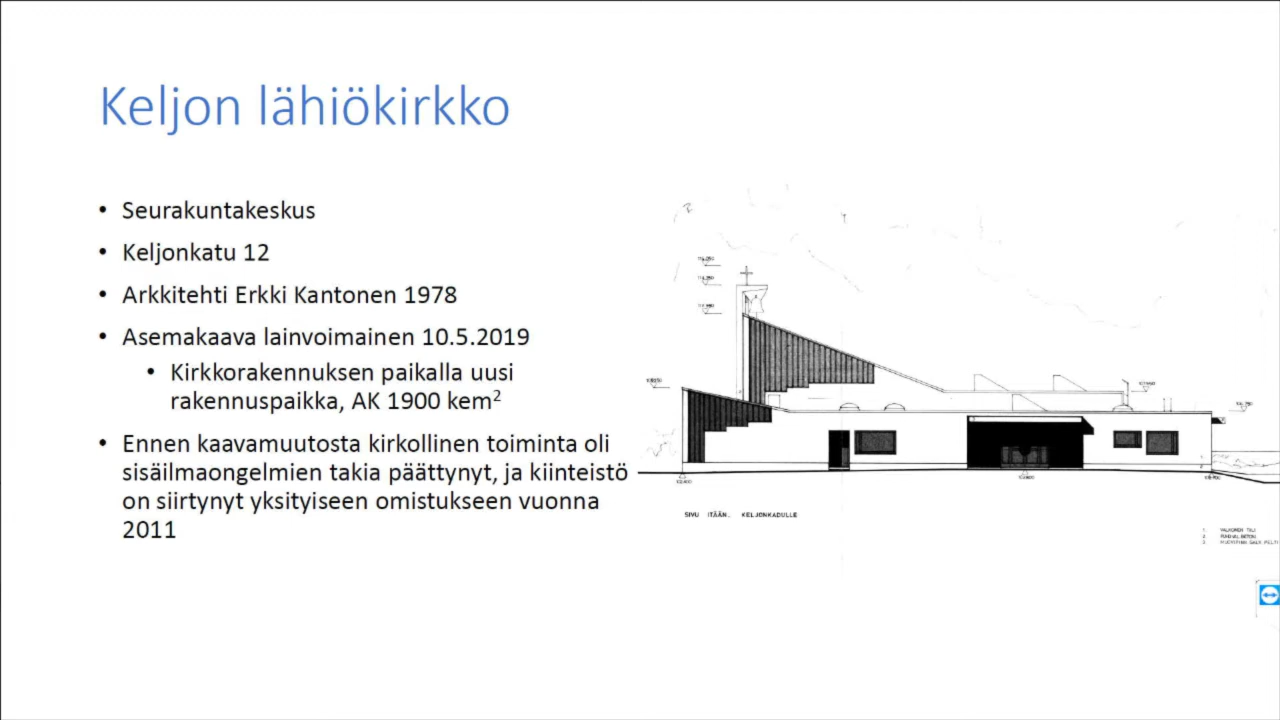 Keljon lähiökirkko
• Seurakuntakeskus
• Keljonkatu 12
• Arkkitehti Erkki Kantonen 1978
• Asemakaava lainvoimainen 10.5.2019
• Kirkkorakennuksen paikalla uusi
rakennuspaikka, AK 1900 kem²
• Ennen kaavamuutosta kirkollinen toiminta oli
sisäilmaongelmien takia päättynyt, ja kiinteistö
on siirtynyt yksityiseen omistukseen vuonna
2011
SIVU ITÄÄN. KELJONKADULLE